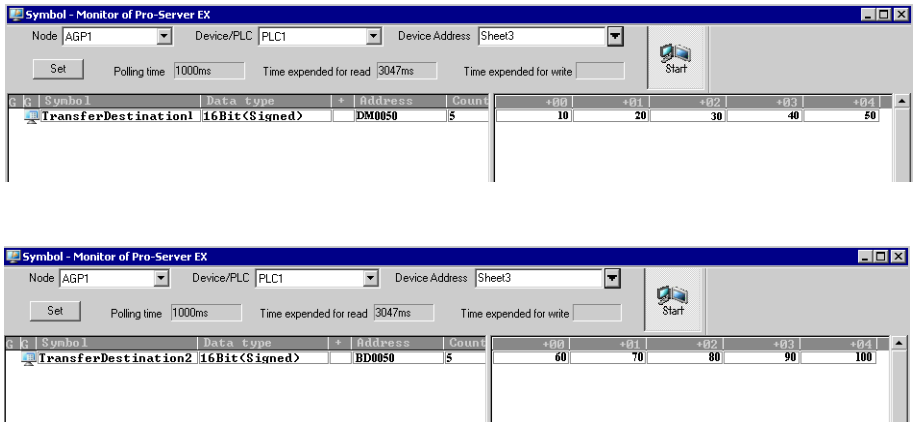 Symbol - Monitor of Pro-Server EX
Node AGP1 Device/PLC PLC1 Device Address Sheet3
Set Polling time 1000ms Time expended for read 3047ms Time expended for write Start
G G Symbol Data type + Address Count +00 +01 +02 +03 +04
TransferDestination1 16Bit(Signed) DM0050 5 10 20 30 40 50
Symbol - Monitor of Pro-Server EX
Node AGP1 Device/PLC PLC1 Device Address Sheet3
Set Polling time 1000ms Time expended for read 3047ms Time expended for write Start
G G Symbol Data type + Address Count +00 +01 +02 +03 +04
TransferDestination2 16Bit(Signed) BD0050 5 60 70 80 90 100